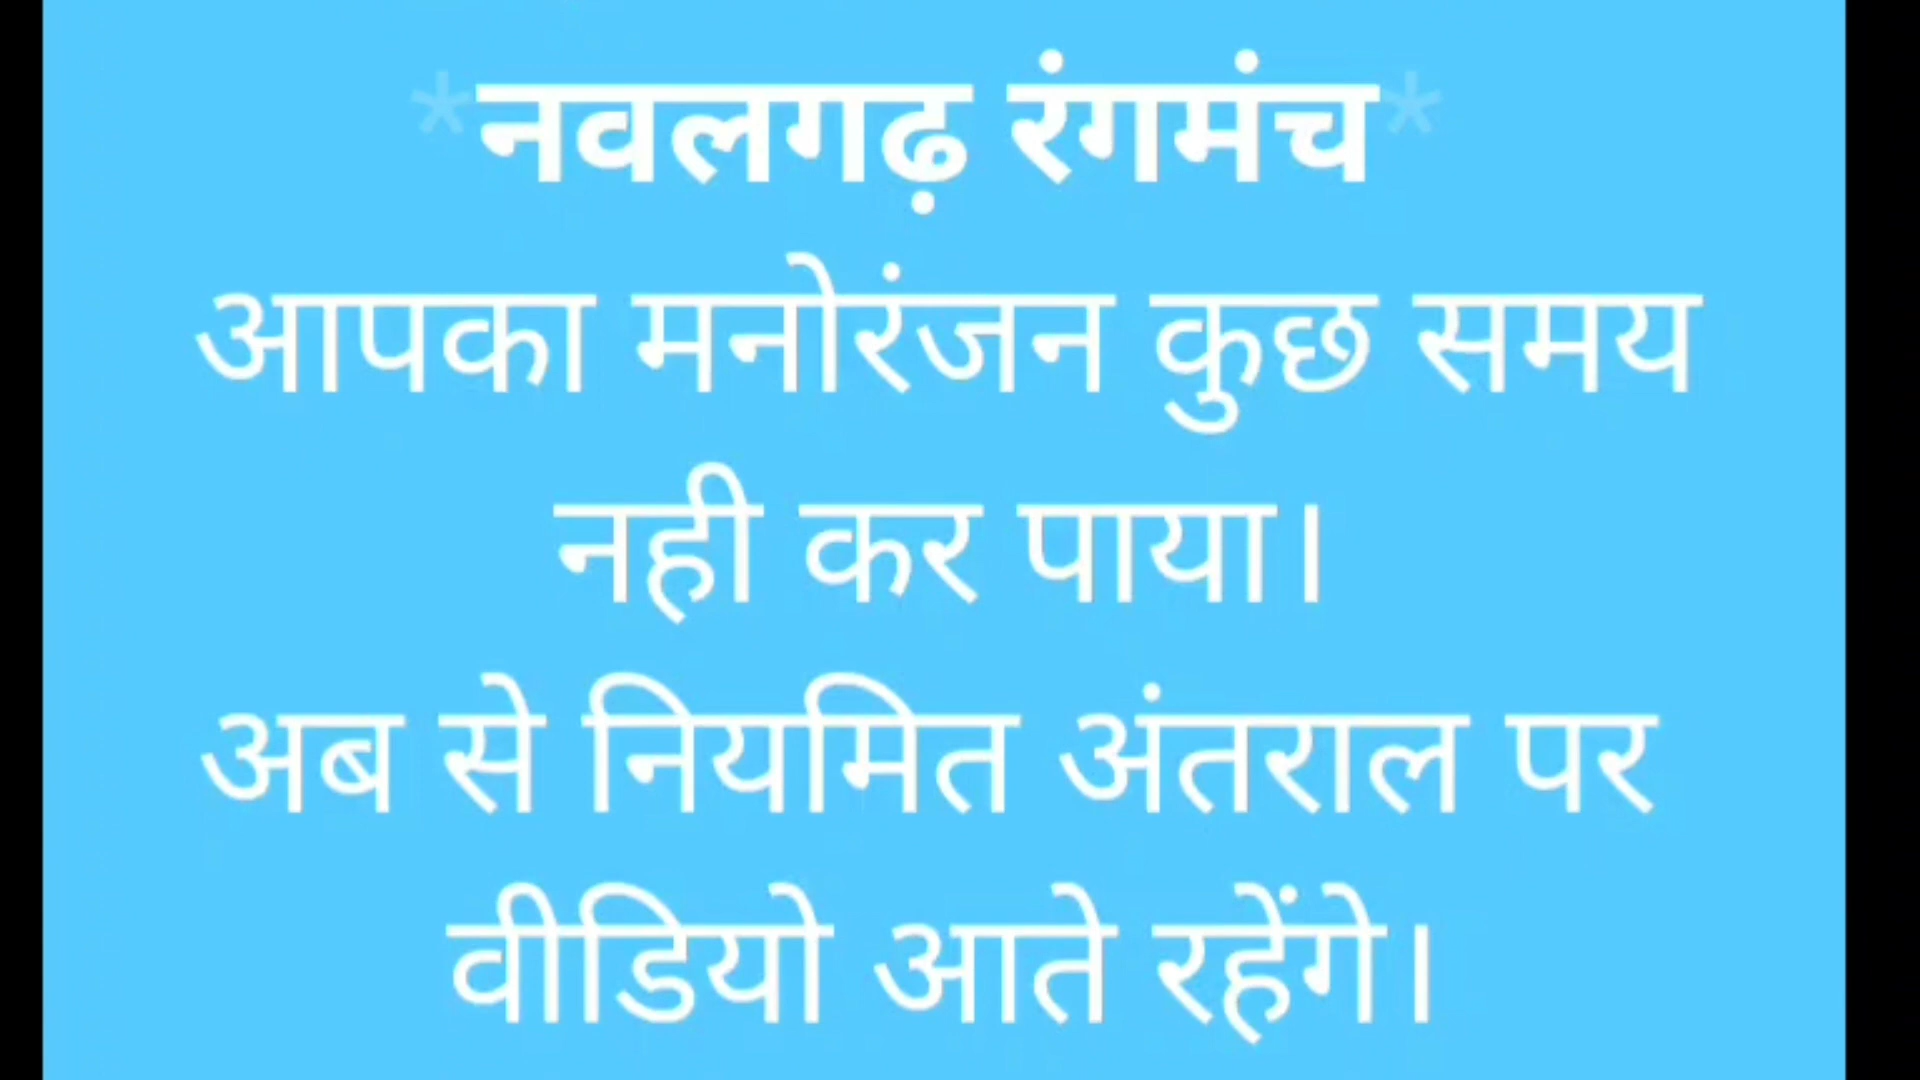 *नवलगढ़ रंगमंच*
आपका मनोरंजन कुछ समय
नही कर पाया।
अब से नियमित अंतराल पर
वीडियो आते रहेंगे।